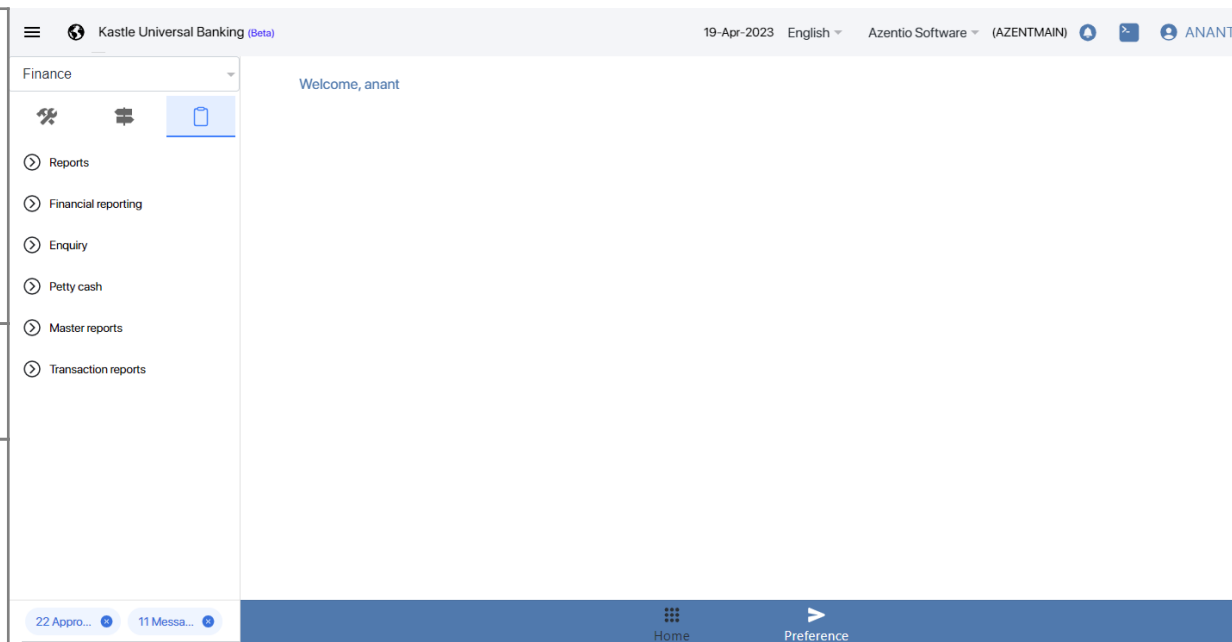 Kastle Universal Banking (Beta)
19-Apr-2023 English Azentio Software (AZENTMAIN) ANANT
Finance
Welcome, anant
Reports
Financial reporting
Enquiry
Petty cash
Master reports
Transaction reports
22 Appro... 11 Messa...
Home Preference